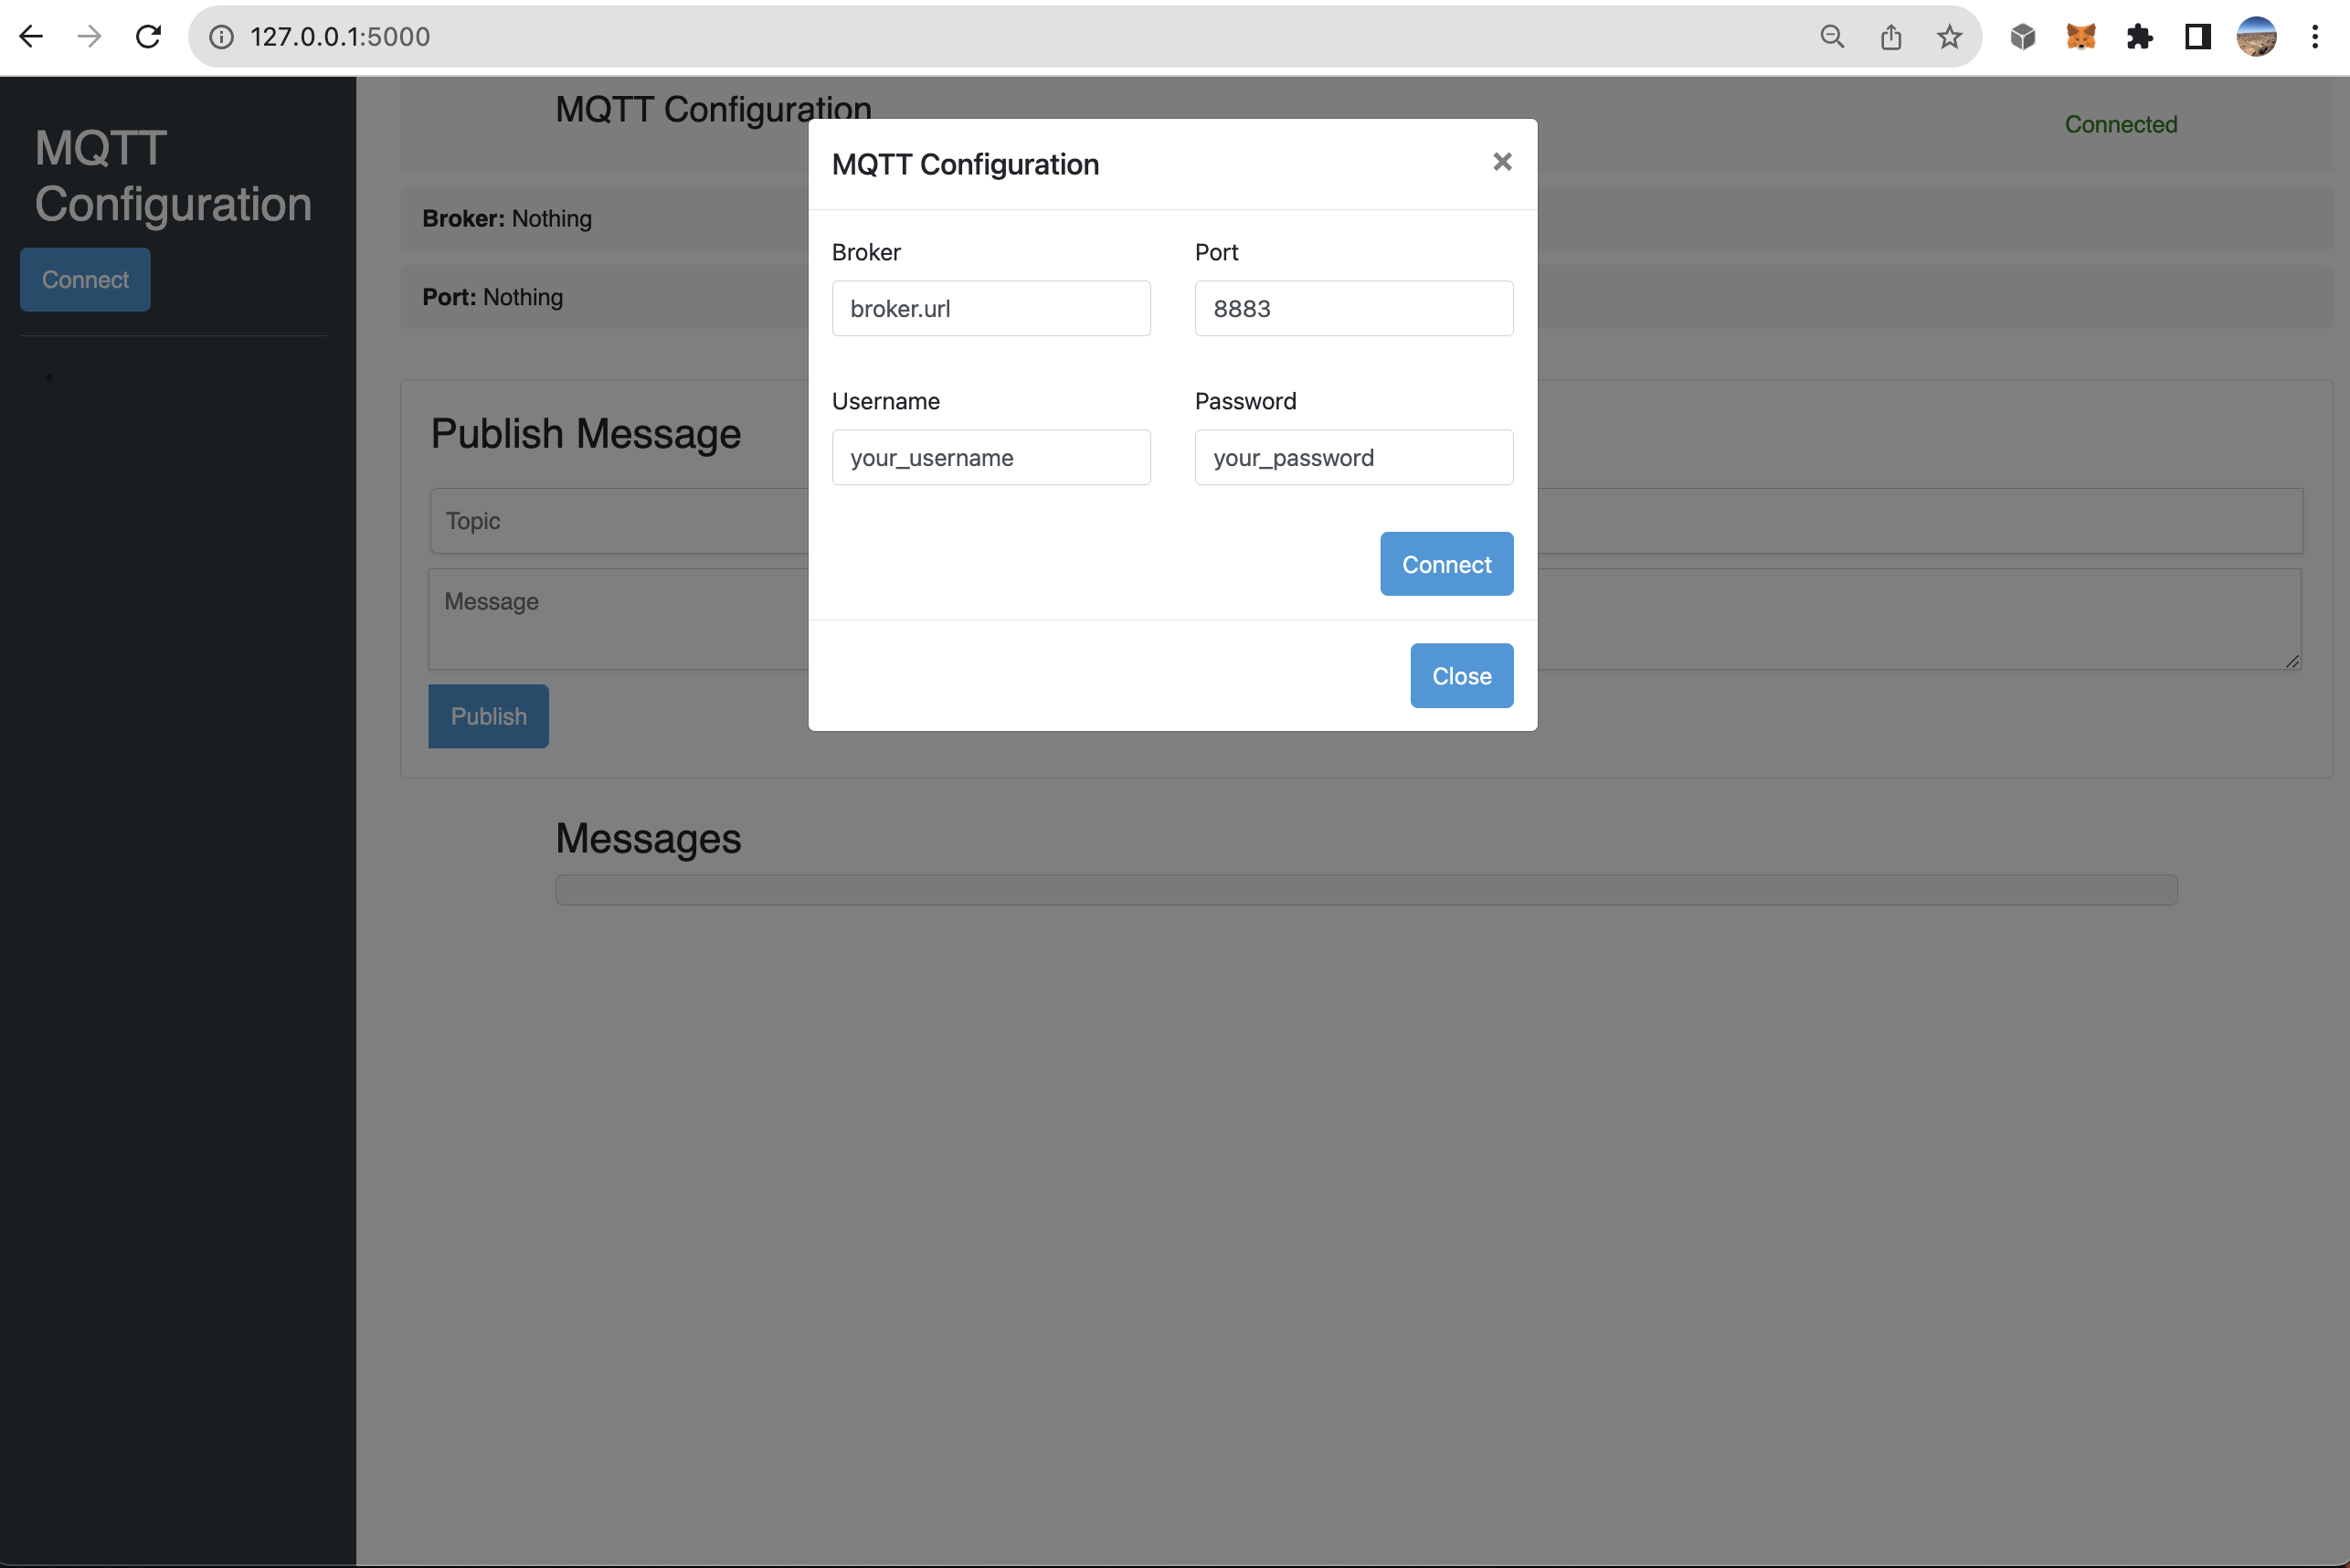 127.0.0.1:5000
MQTT
Configuration
Connect
MQTT Configuration
Connected
Broker: Nothing
Port: Nothing
Publish Message
Topic
Message
Publish
Messages
MQTT Configuration
×
Broker
Port
broker.url
8883
Username
Password
your_username
your_password
Connect
Close